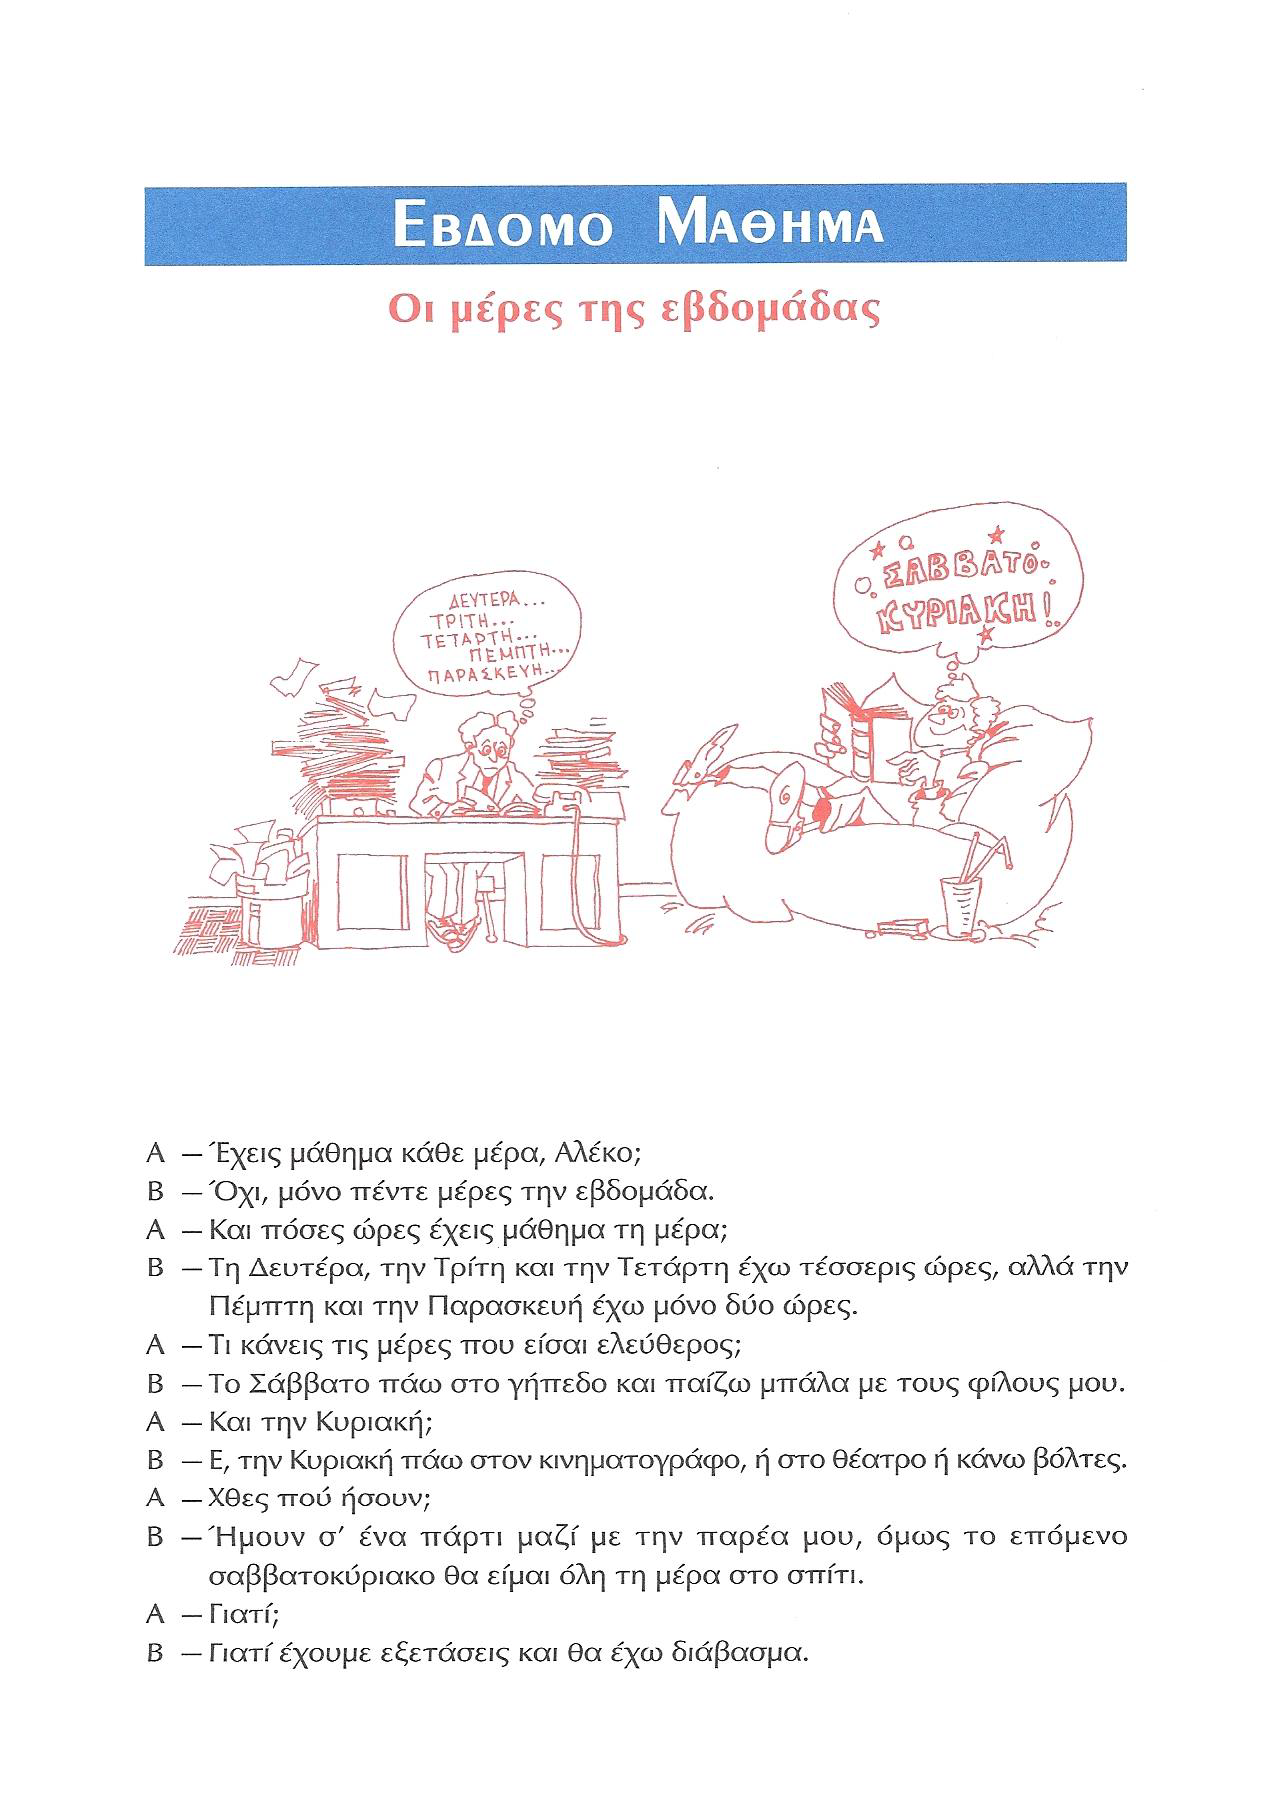 ΕΒΔΟΜΟ ΜΑΘΗΜΑ
Οι μέρες της εβδομάδας
ΣΑΒΒΑΤΟ-
ΚΥΡΙΑΚΗ!..
ΔΕΥΤΕΡΑ...
ΤΡΙΤΗ...
ΤΕΤΑΡΤΗ...
ΠΕΜΠΤΗ...
ΠΑΡΑΣΚΕΥΗ...
Α – Έχεις μάθημα κάθε μέρα, Αλέκο;
Β – Όχι, μόνο πέντε μέρες την εβδομάδα.
Α – Και πόσες ώρες έχεις μάθημα τη μέρα;
Β – Τη Δευτέρα, την Τρίτη και την Τετάρτη έχω τέσσερις ώρες, αλλά την
Πέμπτη και την Παρασκευή έχω μόνο δύο ώρες.
Α – Τι κάνεις τις μέρες που είσαι ελεύθερος;
Β – Το Σάββατο πάω στο γήπεδο και παίζω μπάλα με τους φίλους μου.
Α – Και την Κυριακή;
Β – Ε, την Κυριακή πάω στον κινηματογράφο, ή στο θέατρο ή κάνω βόλτες.
Α – Χθες πού ήσουν;
Β – Ήμουν σ' ένα πάρτι μαζί με την παρέα μου, όμως το επόμενο
σαββατοκύριακο θα είμαι όλη τη μέρα στο σπίτι.
Α – Γιατί;
Β – Γιατί έχουμε εξετάσεις και θα έχω διάβασμα.